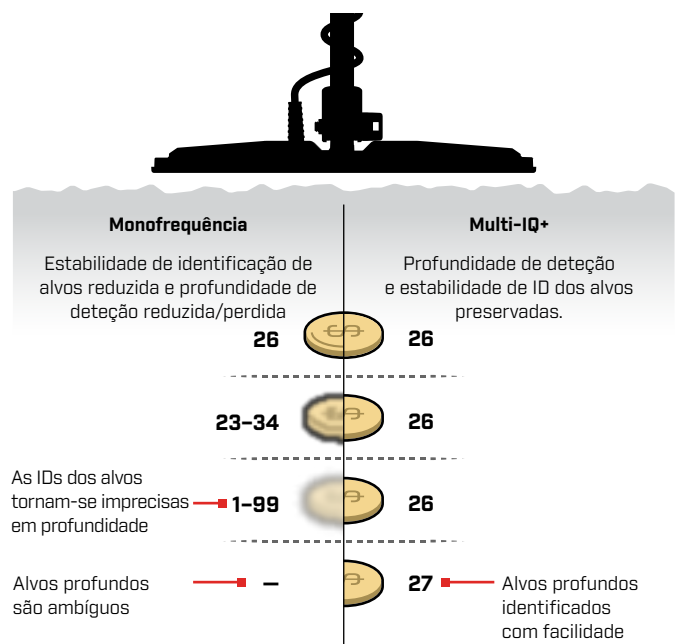 Monofrequência
Estabilidade de identificação de
alvos reduzida e profundidade de
deteção reduzida/perdida
Multi-IQ+
Profundidade de deteção
e estabilidade de ID dos alvos
preservadas.
26
26
23–34
26
As IDs dos alvos
tornam-se imprecisas
em profundidade
1–99
26
Alvos profundos
são ambíguos
–
27
Alvos profundos
identificados
com facilidade